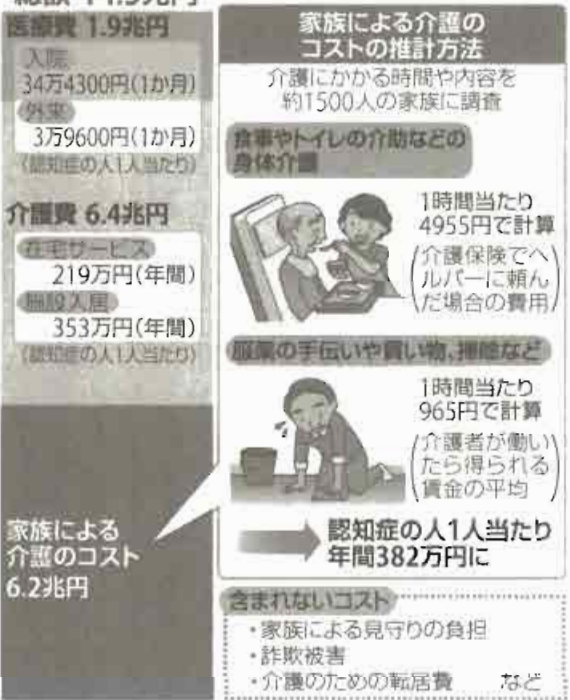 医療費 1.9兆円
入院
34万4300円(1か月)
外来
3万9600円(1か月)
(認知症の人1人当たり)
介護費 6.4兆円
在宅サービス
219万円(年間)
施設入居
353万円(年間)
(認知症の人1人当たり)
家族による
介護のコスト
6.2兆円
家族による介護の
コストの推計方法
介護にかかる時間や内容を
約1500人の家族に調査
食事やトイレの介助などの
身体介護
1時間当たり
4955円で計算
(介護保険でヘ
ルパーに頼ん
だ場合の費用)
服薬の手伝いや買い物、掃除など
1時間当たり
965円で計算
(介護者が働い
たら得られる
賃金の平均)
認知症の人1人当たり
年間382万円に
含まれないコスト
・家族による見守りの負担
・詐欺被害
・介護のための転居費 など